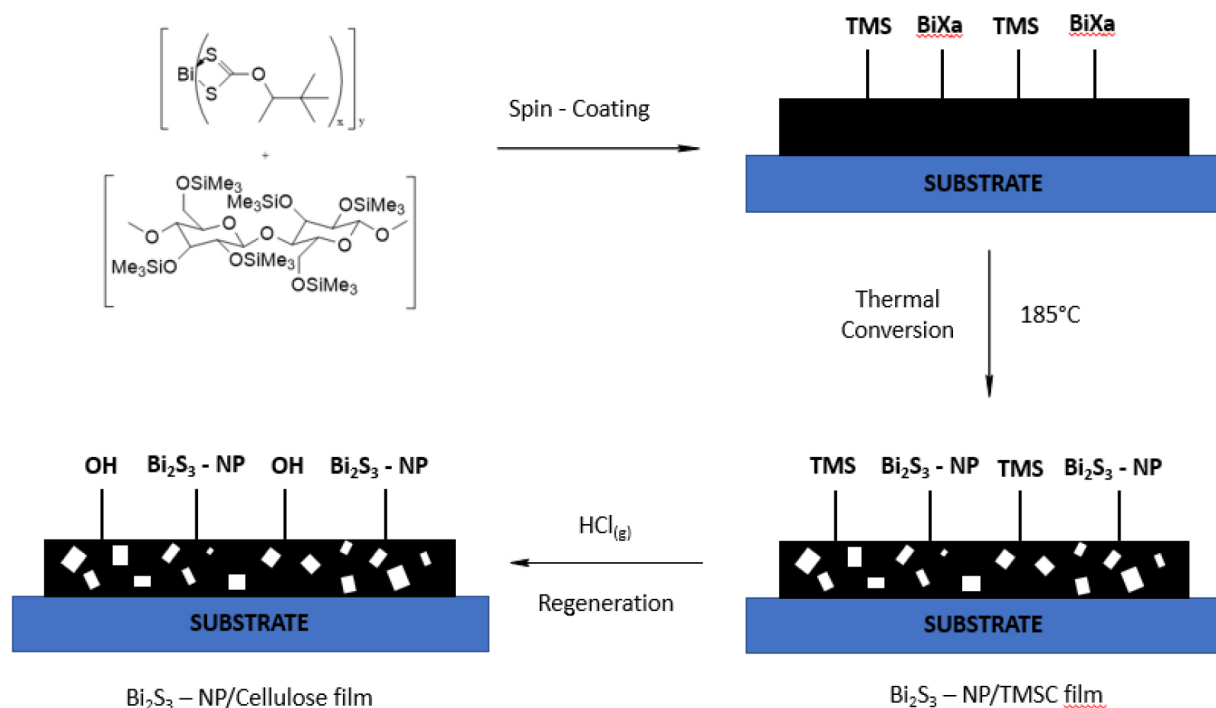 TMS BiXa TMS BiXa
[Bi(S S O)x]y
+
Spin - Coating
SUBSTRATE
OSiMe₃ Me₃SiO OSiMe₃
O O O O O
Me₃SiO OSiMe₃ OSiMe₃
Thermal
Conversion
185°C
OH Bi₂S₃ - NP OH Bi₂S₃ - NP
HCl(g)
Regeneration
SUBSTRATE
Bi₂S₃ – NP/Cellulose film
TMS Bi₂S₃ - NP TMS Bi₂S₃ - NP
SUBSTRATE
Bi₂S₃ – NP/TMSC film